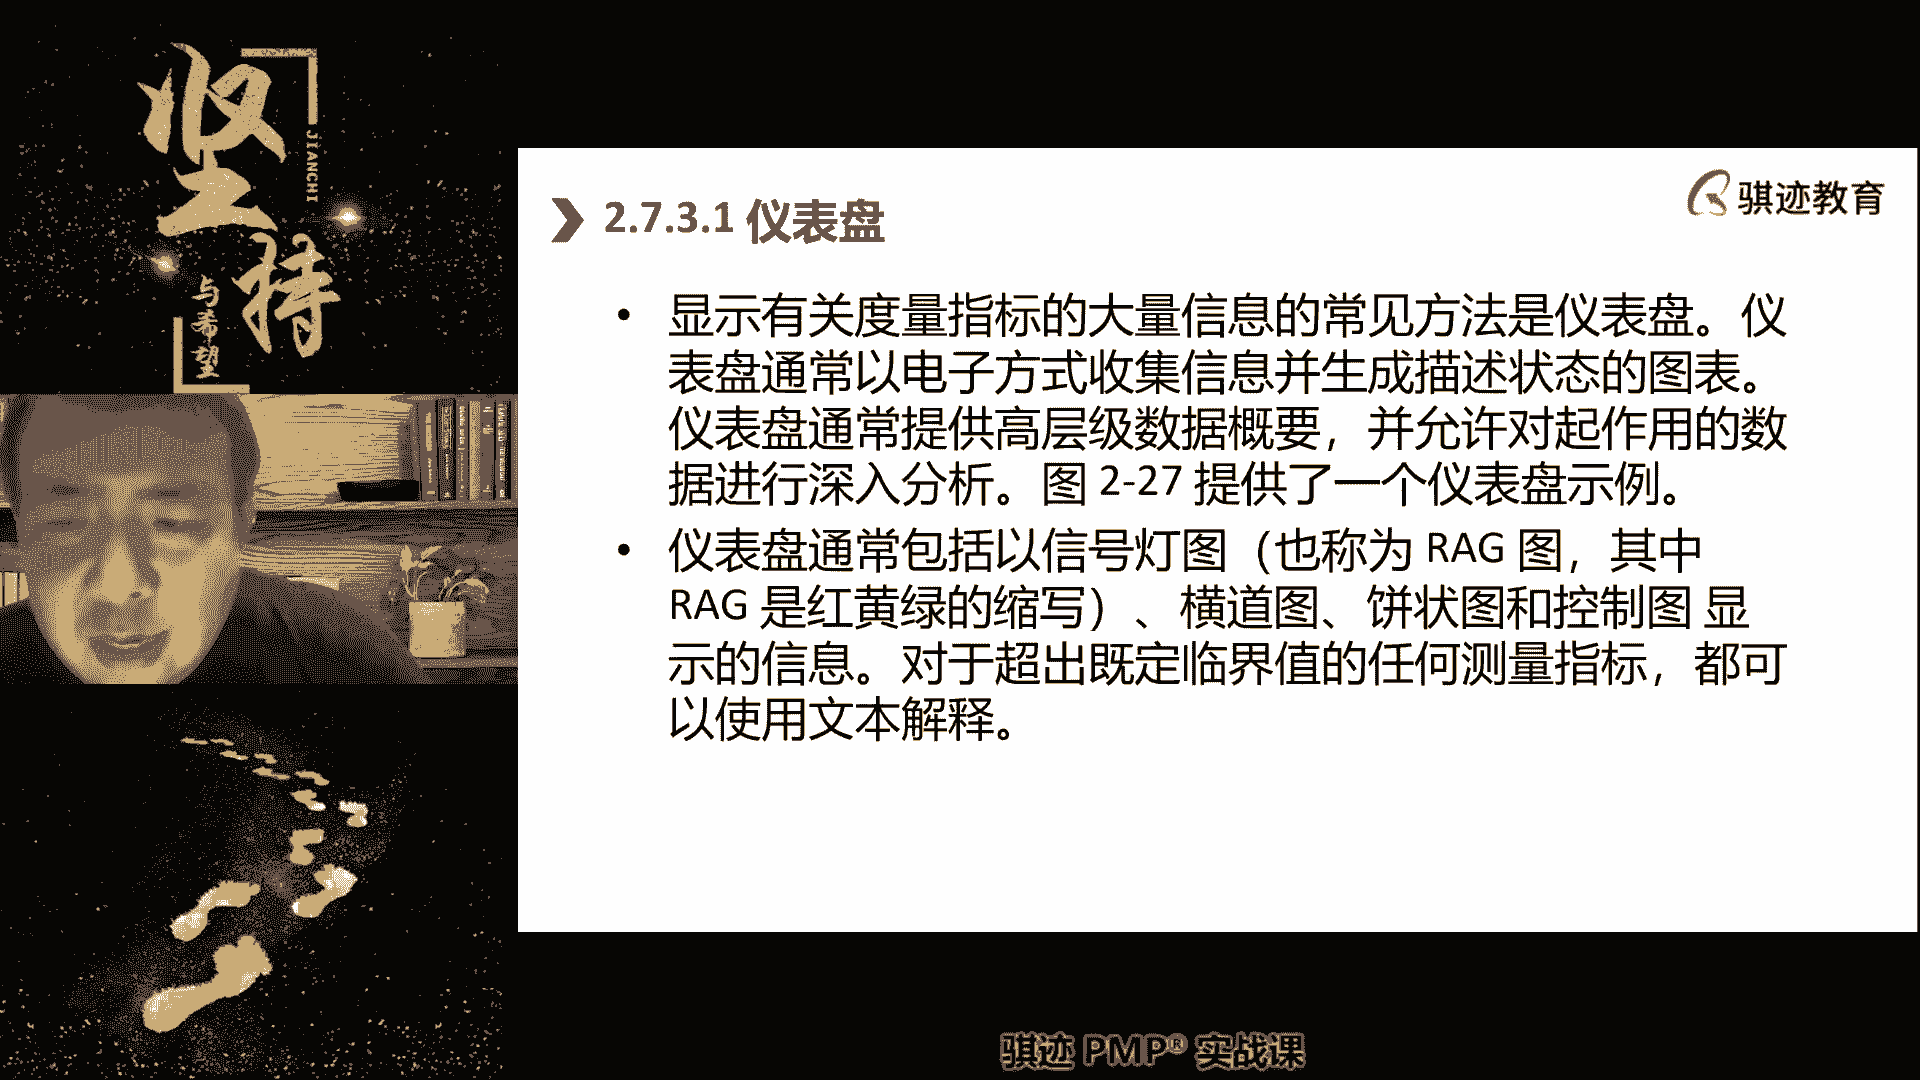 坚
持
JIANCHI
与希望
骐迹教育
2.7.3.1 仪表盘
• 显示有关度量指标的大量信息的常见方法是仪表盘。仪
表盘通常以电子方式收集信息并生成描述状态的图表。
仪表盘通常提供高层级数据概要，并允许对起作用的数
据进行深入分析。图 2-27 提供了一个仪表盘示例。
• 仪表盘通常包括以信号灯图（也称为 RAG 图，其中
RAG 是红黄绿的缩写）、横道图、饼状图和控制图 显
示的信息。对于超出既定临界值的任何测量指标，都可
以使用文本解释。
骐迹 PMP® 实战课